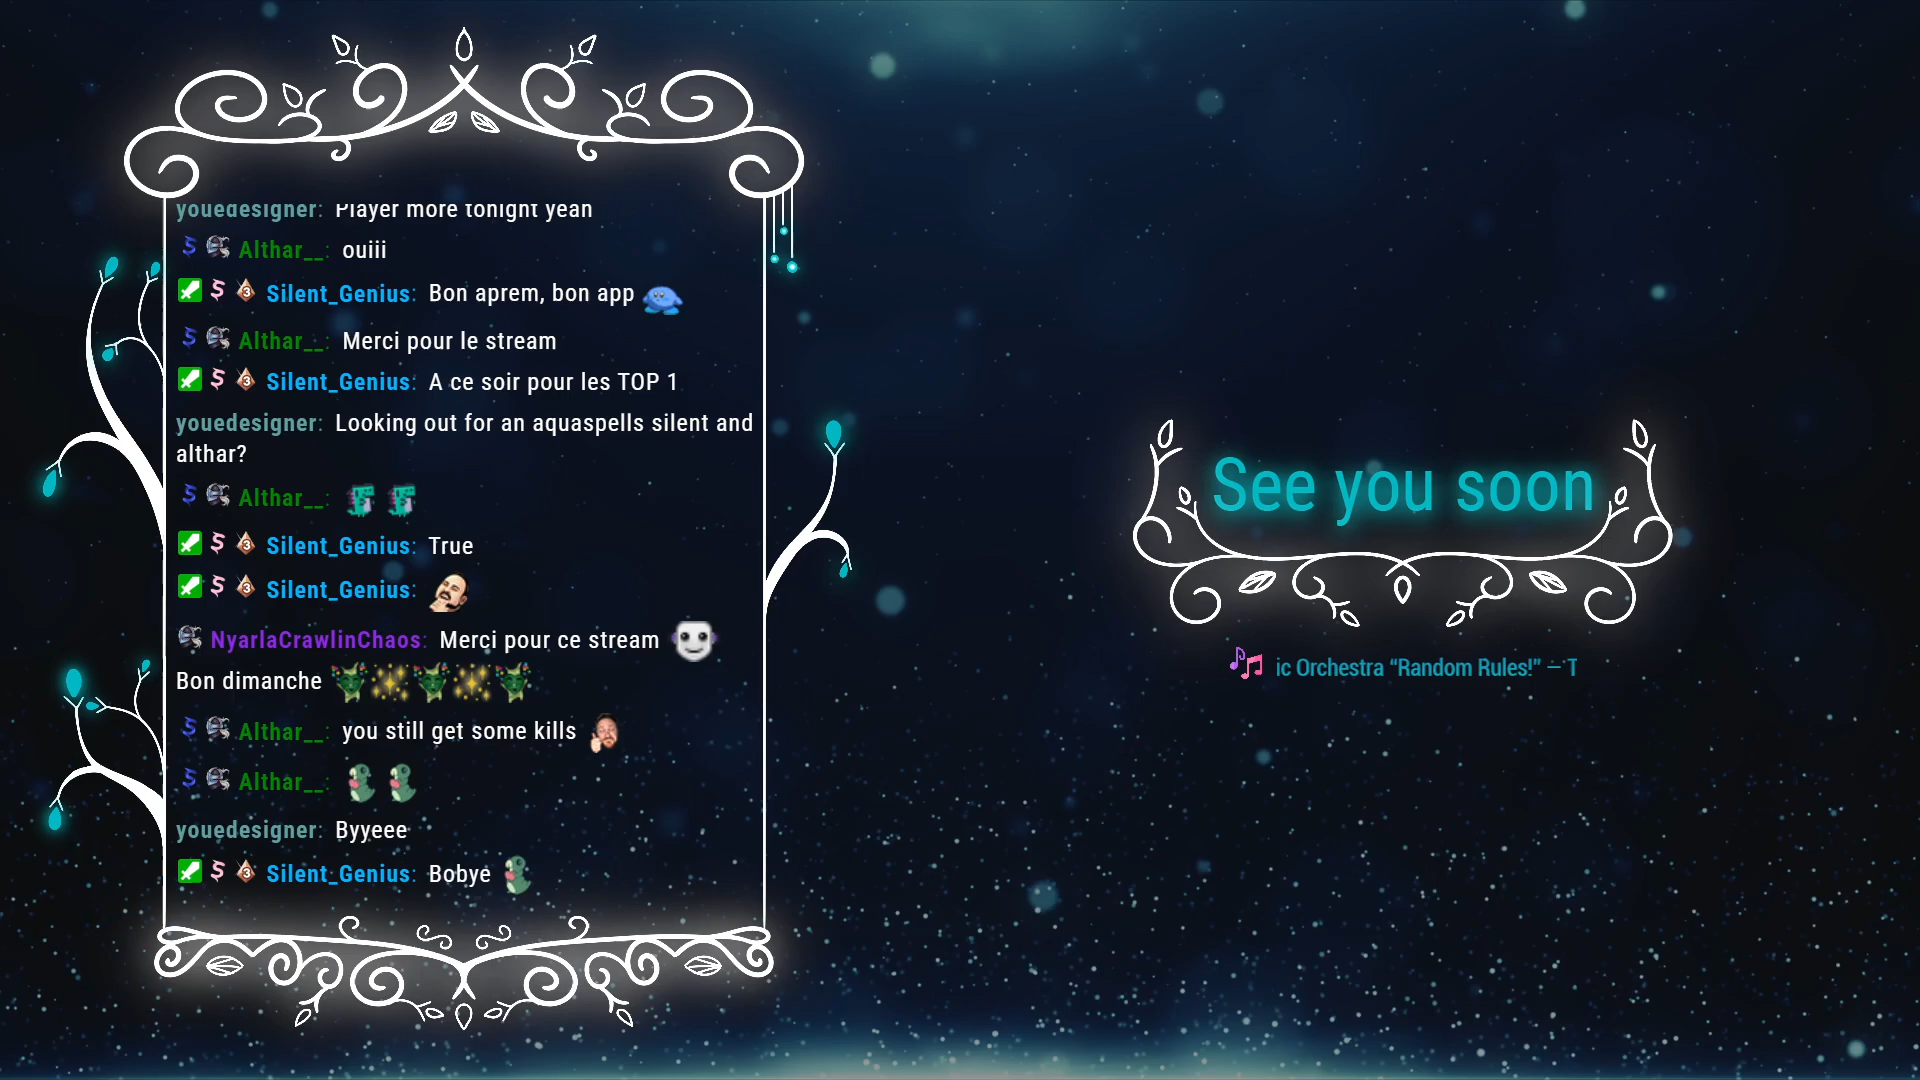 youedesigner: Player more tonight yeah
Althar__: ouiii
Silent_Genius: Bon aprem, bon app
Althar__: Merci pour le stream
Silent_Genius: A ce soir pour les TOP 1
youedesigner: Looking out for an aquaspells silent and
althar?
Althar__:
Silent_Genius: True
Silent_Genius:
NyarlaCrawlinChaos: Merci pour ce stream
Bon dimanche
Althar__: you still get some kills
Althar__:
youedesigner: Byyeee
Silent_Genius: Bobye
See you soon
ic Orchestra “Random Rules!” – T